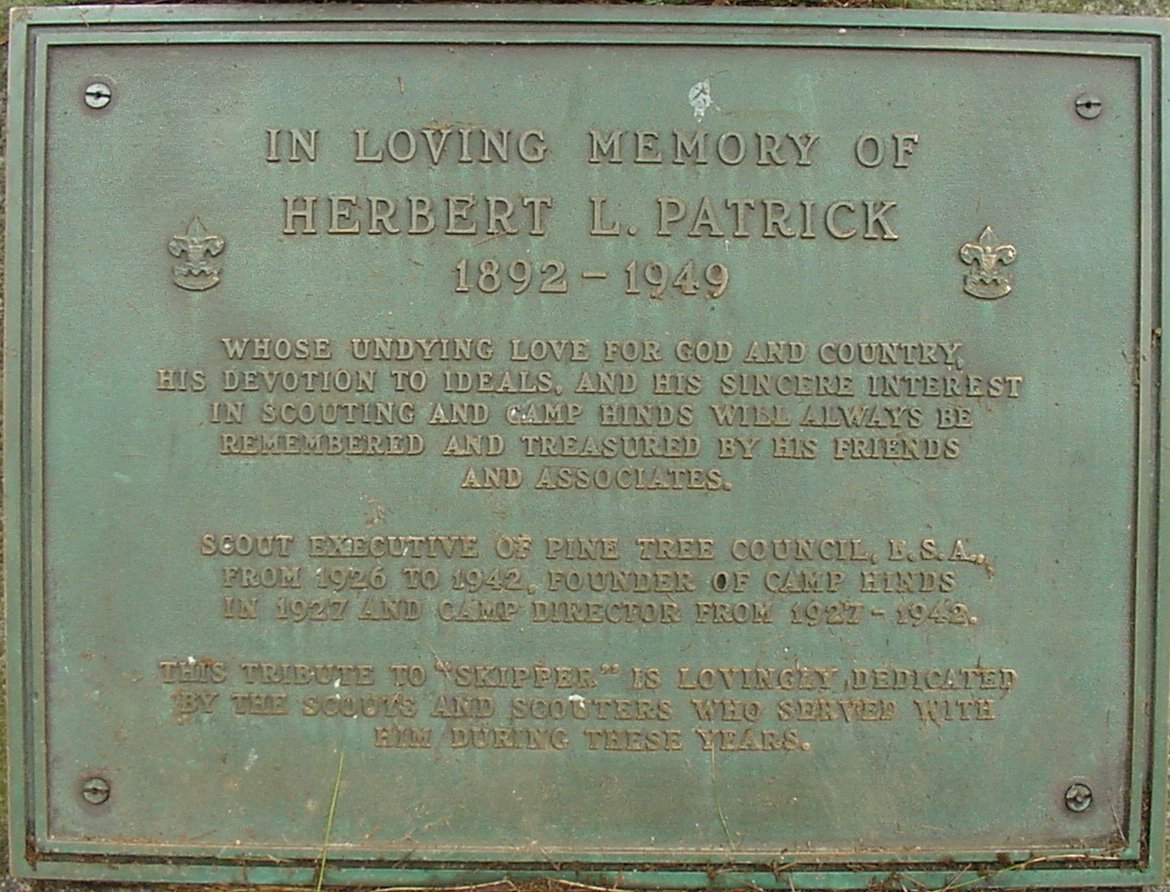 IN LOVING MEMORY OF
HERBERT L. PATRICK
1892 – 1949
WHOSE UNDYING LOVE FOR GOD AND COUNTRY,
HIS DEVOTION TO IDEALS, AND HIS SINCERE INTEREST
IN SCOUTING AND CAMP HINDS WILL ALWAYS BE
REMEMBERED AND TREASURED BY HIS FRIENDS
AND ASSOCIATES.
SCOUT EXECUTIVE OF PINE TREE COUNCIL, B.S.A.,
FROM 1926 TO 1942, FOUNDER OF CAMP HINDS
IN 1927 AND CAMP DIRECTOR FROM 1927 - 1942.
THIS TRIBUTE TO "SKIPPER" IS LOVINGLY DEDICATED
BY THE SCOUTS AND SCOUTERS WHO SERVED WITH
HIM DURING THESE YEARS.